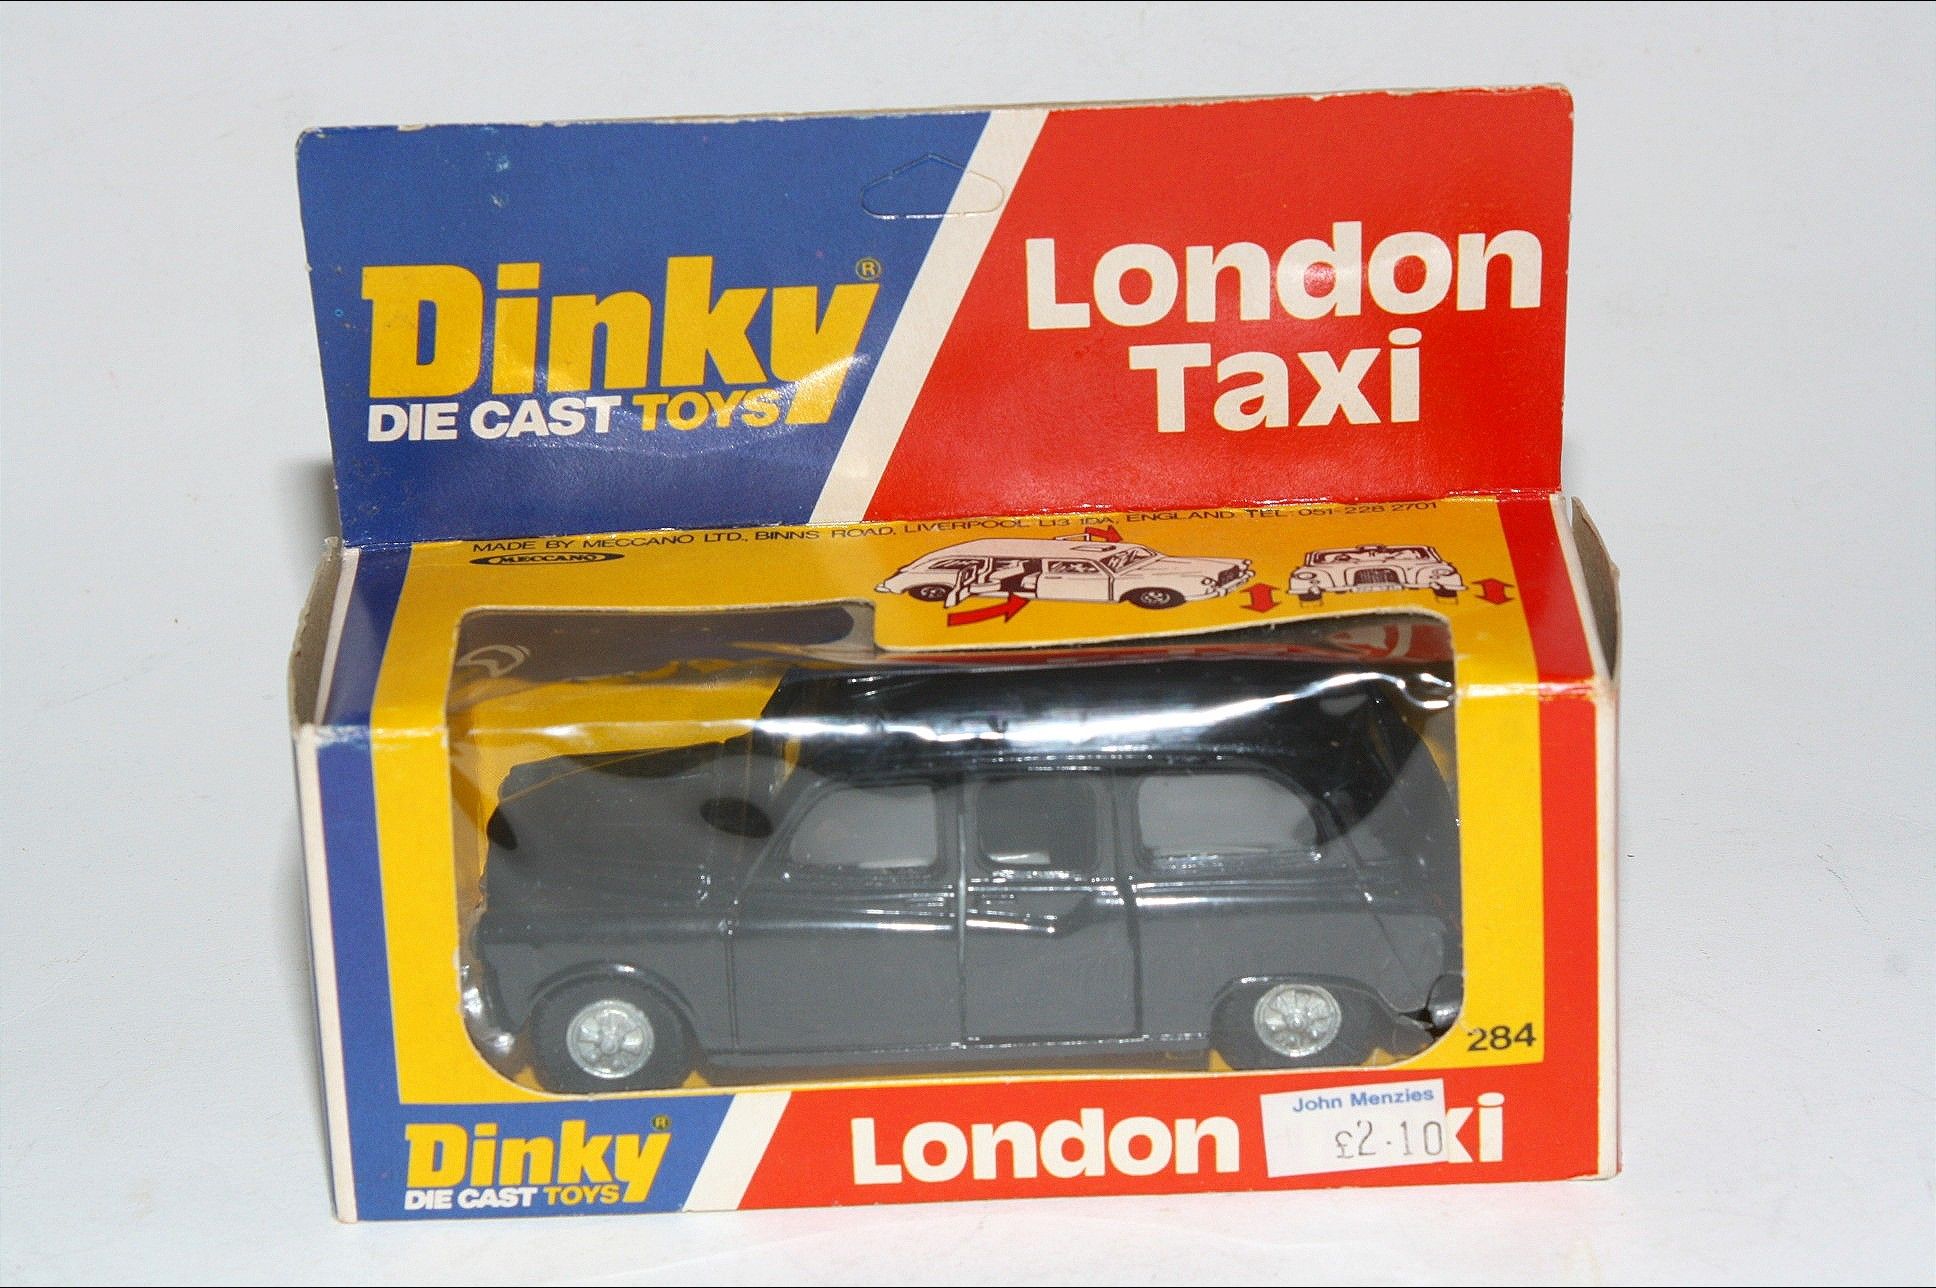 Dinky®
DIE CAST TOYS
London
Taxi
MADE BY MECCANO LTD., BINNS ROAD, LIVERPOOL L13 1DA, ENGLAND TEL: 051-228 2701
MECCANO
284
Dinky®
DIE CAST TOYS
London xi
John Menzies
£2·10